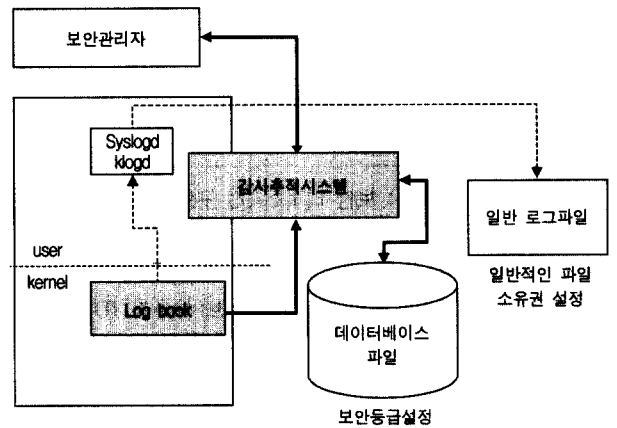 보안관리자
Syslogd
klogd
감사추적시스템
일반 로그파일
user
kernel
일반적인 파일
소유권 설정
Log book
데이터베이스
파일
보안등급설정